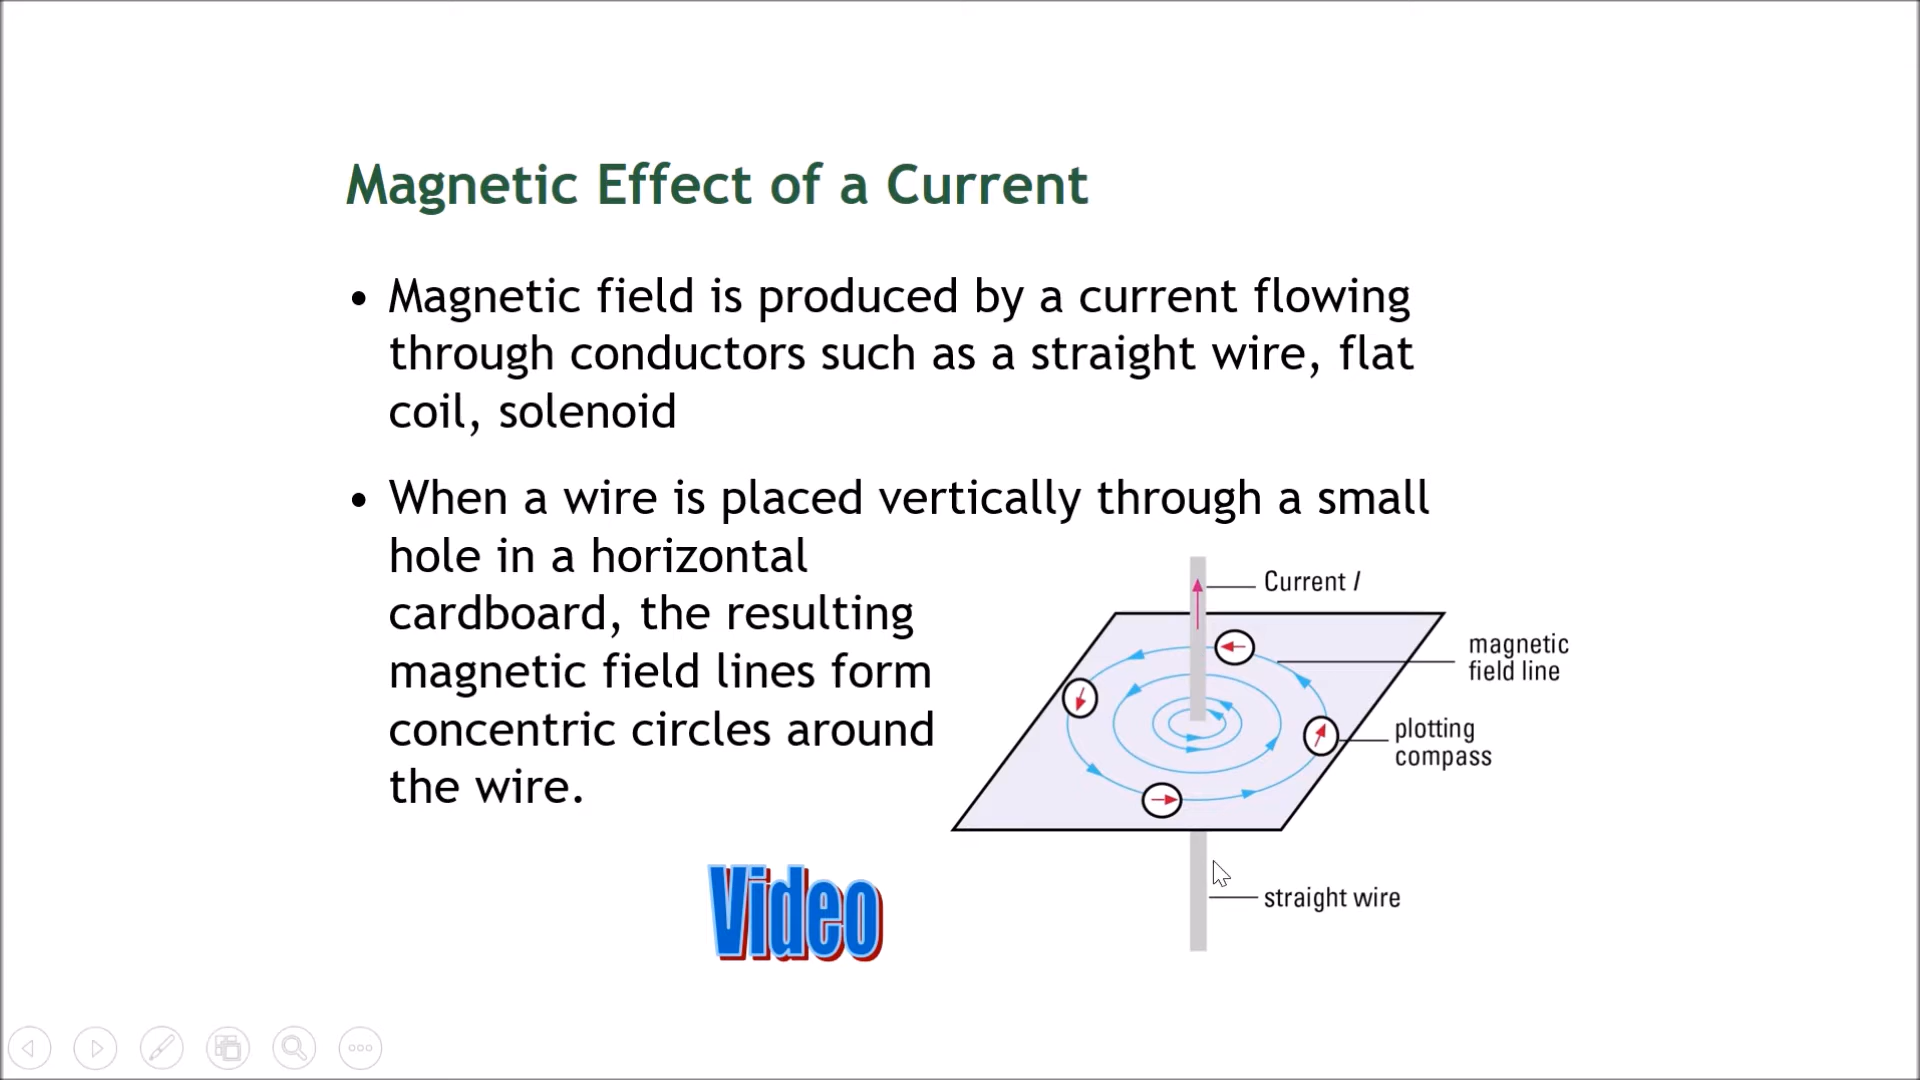 Magnetic Effect of a Current
• Magnetic field is produced by a current flowing
through conductors such as a straight wire, flat
coil, solenoid
• When a wire is placed vertically through a small
hole in a horizontal
cardboard, the resulting
magnetic field lines form
concentric circles around
the wire.
Current I
magnetic
field line
plotting
compass
straight wire
Video